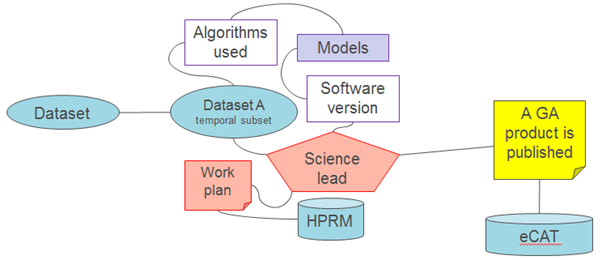 Algorithms
used
Models
Software
version
Dataset
Dataset A
temporal subset
A GA
product is
published
Science
lead
Work
plan
HPRM
eCAT